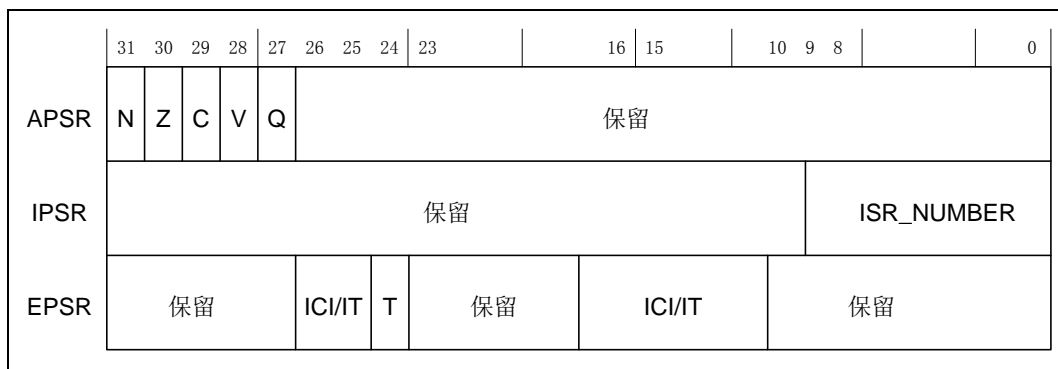 31 30 29 28 27 26 25 24 23 16 15 10 9 8 0
APSR N Z C V Q 保留
IPSR 保留 ISR_NUMBER
EPSR 保留 ICI/IT T 保留 ICI/IT 保留